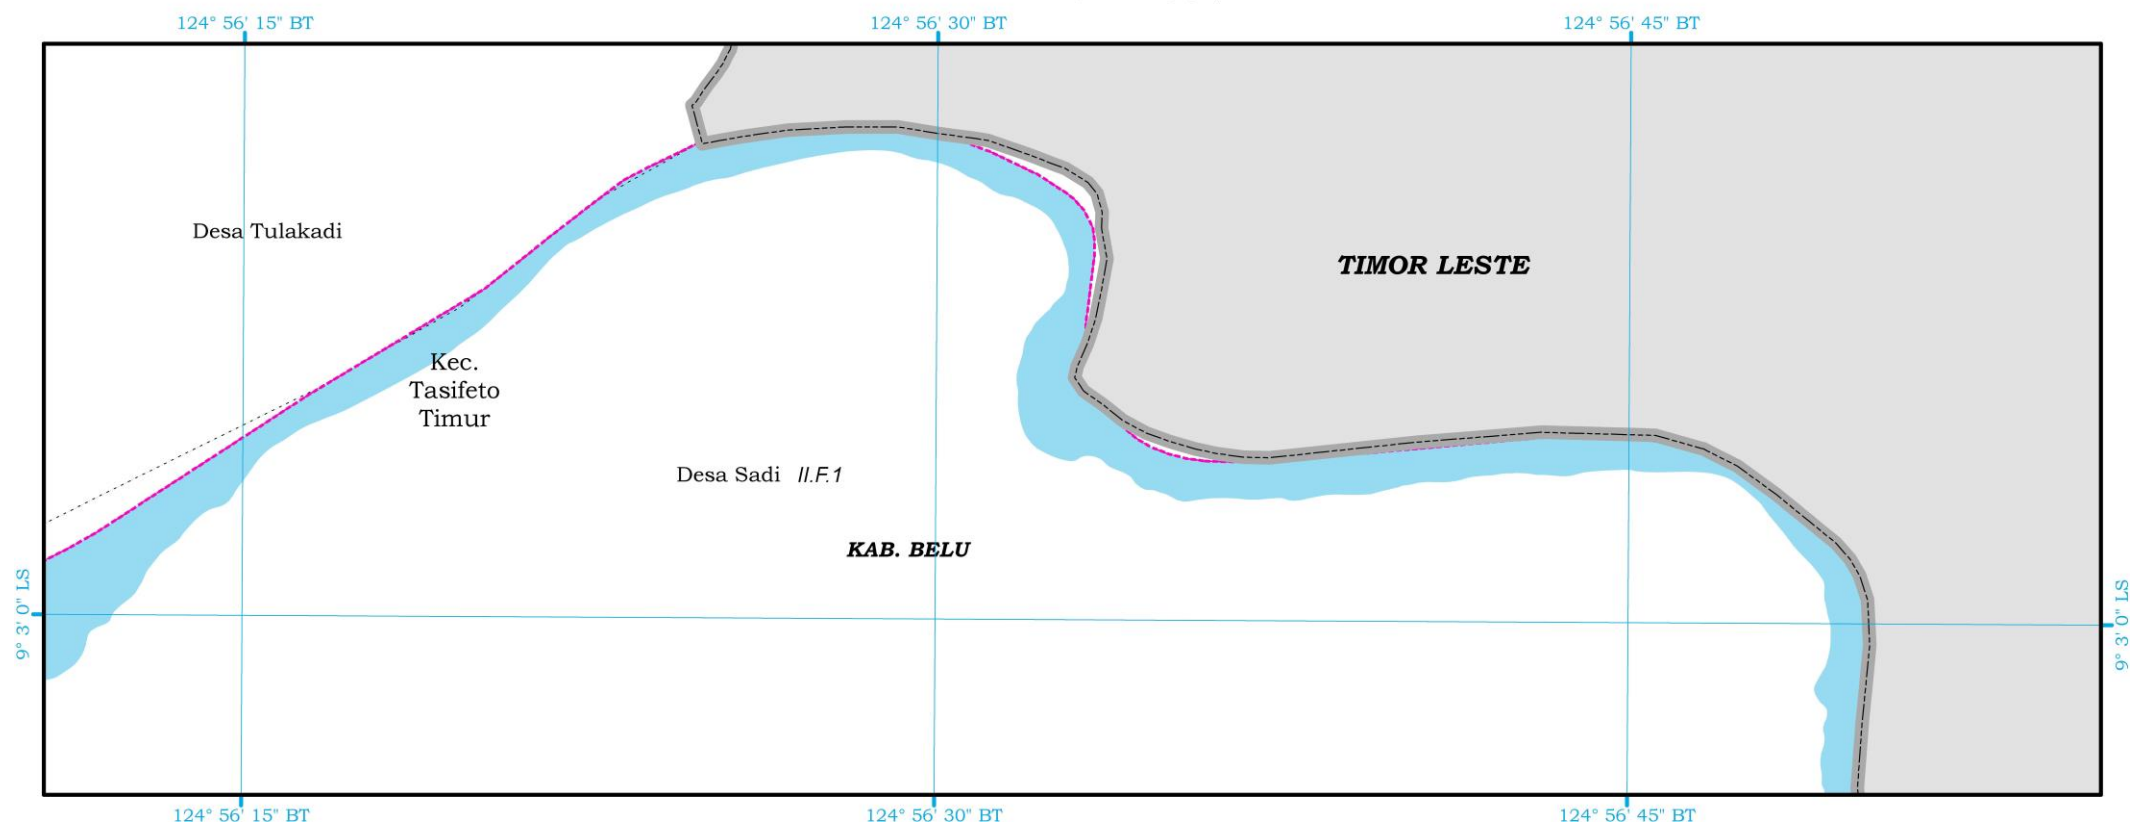 124° 56' 15" BT
124° 56' 30" BT
124° 56' 45" BT
Desa Tulakadi
TIMOR LESTE
Kec.
Tasifeto
Timur
Desa Sadi II.F.1
KAB. BELU
9° 3' 0" LS
9° 3' 0" LS
124° 56' 15" BT
124° 56' 30" BT
124° 56' 45" BT